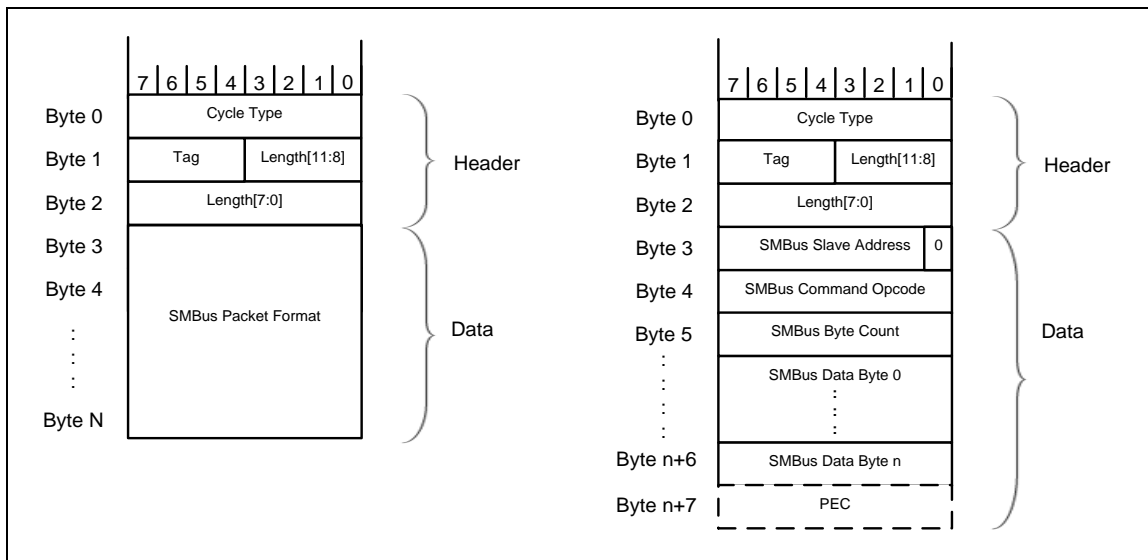 7 6 5 4 3 2 1 0
Byte 0 Cycle Type
Byte 1 Tag Length[11:8]
Header
Byte 2 Length[7:0]
Byte 3
Byte 4
SMBus Packet Format
Data
Byte N
7 6 5 4 3 2 1 0
Byte 0 Cycle Type
Byte 1 Tag Length[11:8]
Header
Byte 2 Length[7:0]
Byte 3 SMBus Slave Address 0
Byte 4 SMBus Command Opcode
Byte 5 SMBus Byte Count
Data
SMBus Data Byte 0
Byte n+6 SMBus Data Byte n
Byte n+7 PEC